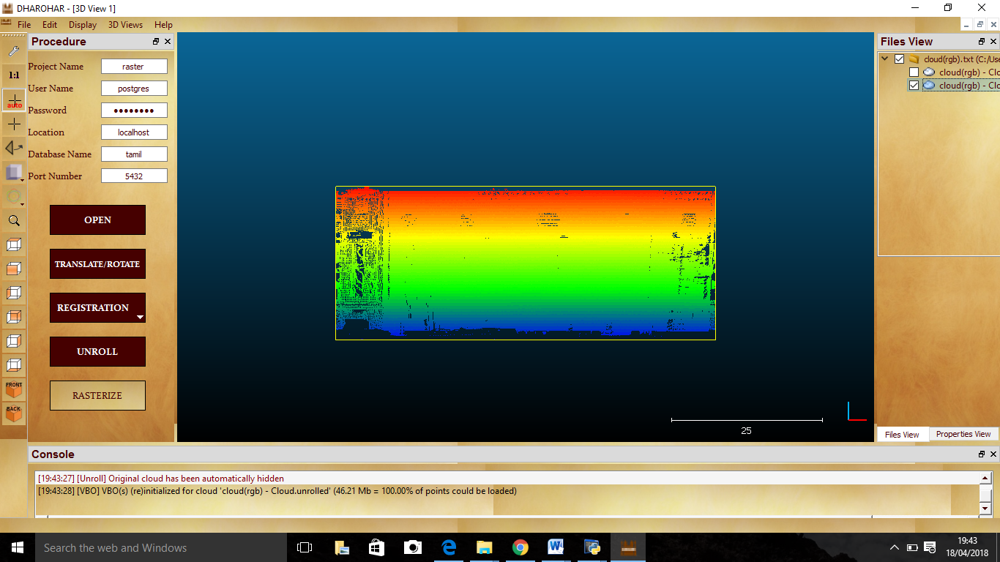 DHAROHAR - [3D View 1]
File Edit Display 3D Views Help
Procedure
Files View
Project Name raster
User Name postgres
Password ●●●●●●●●
Location localhost
Database Name tamil
Port Number 5432
OPEN
TRANSLATE/ROTATE
REGISTRATION
UNROLL
RASTERIZE
1:1
auto
FRONT
BACK
25
cloud(rgb).txt (C:/Use
cloud(rgb) - Clo
cloud(rgb) - Clo
Files View Properties View
Console
[19:43:27] [Unroll] Original cloud has been automatically hidden
[19:43:28] [VBO] VBO(s) (re)initialized for cloud 'cloud(rgb) - Cloud.unrolled' (46.21 Mb = 100.00% of points could be loaded)
Search the web and Windows
19:43
18/04/2018